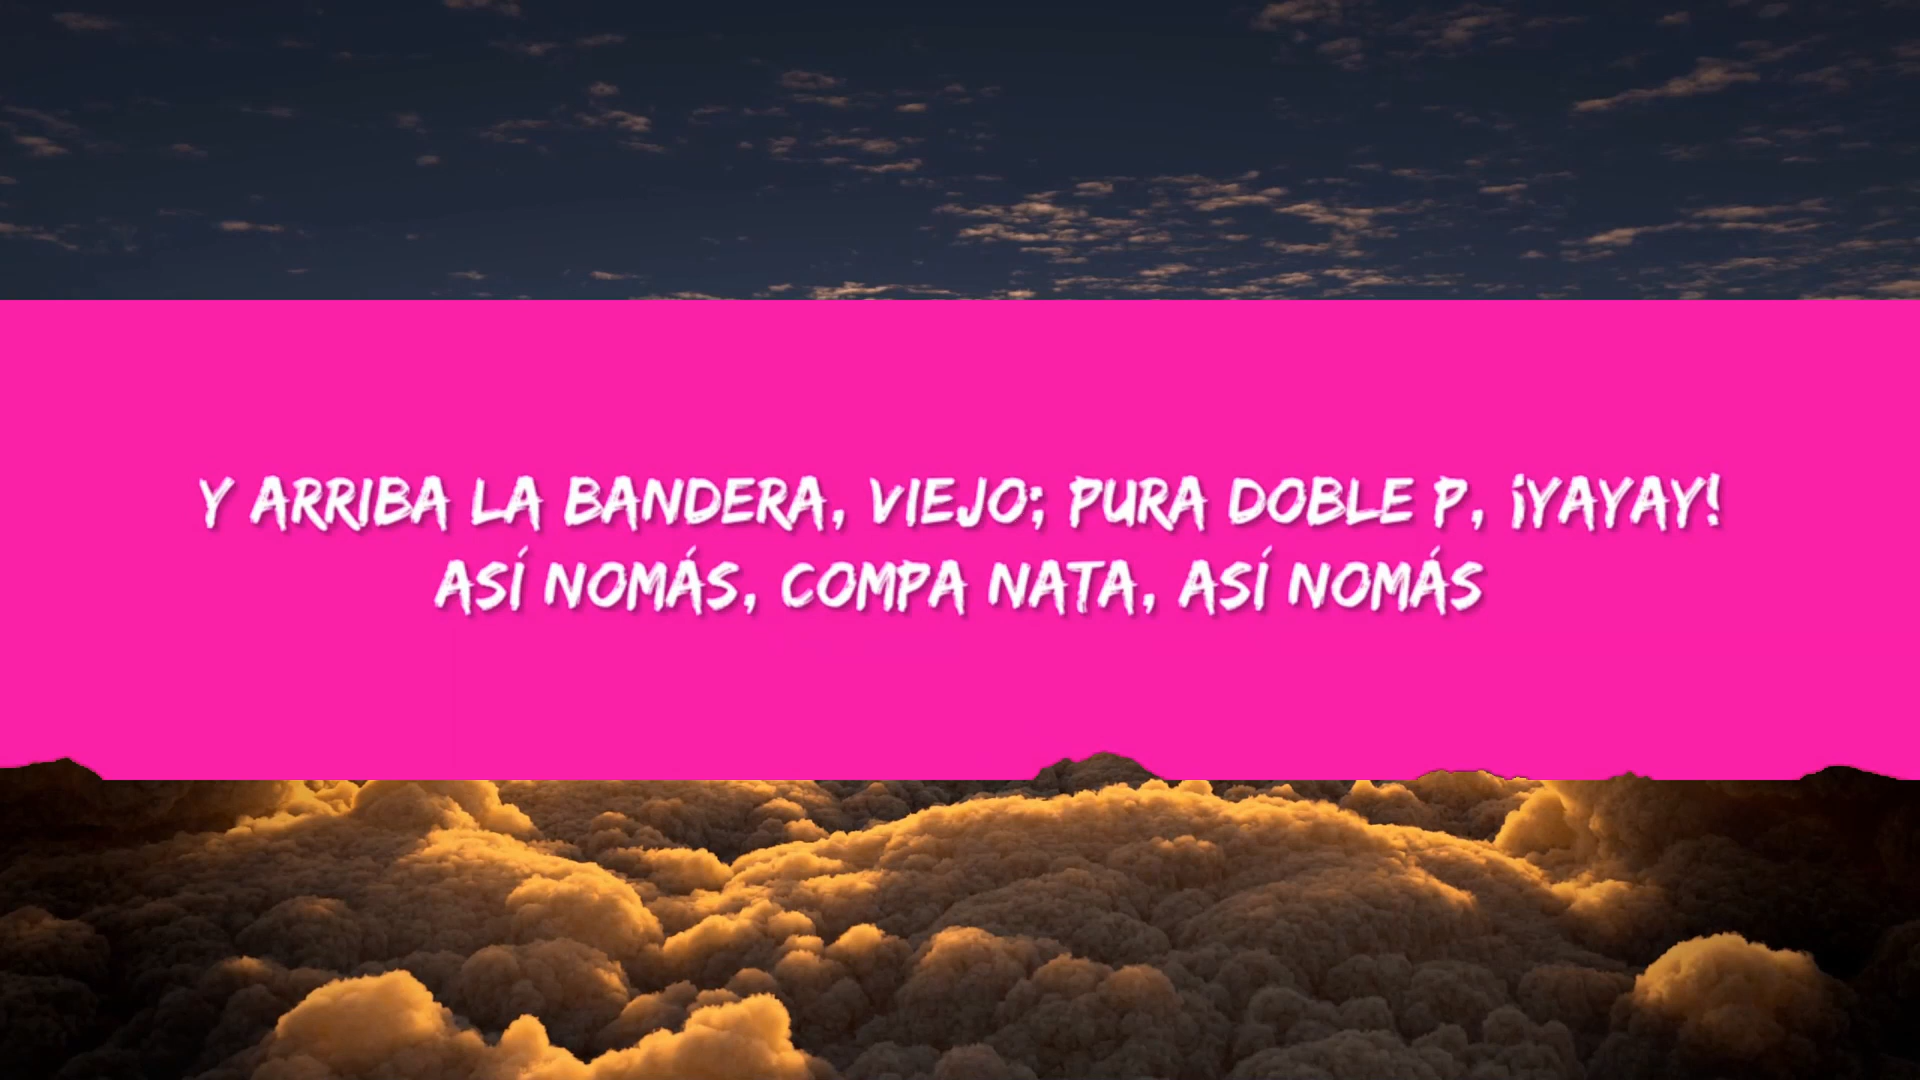 Y ARRIBA LA BANDERA, VIEJO; PURA DOBLE P, ¡YAYAY!
ASÍ NOMÁS, COMPA NATA, ASÍ NOMÁS